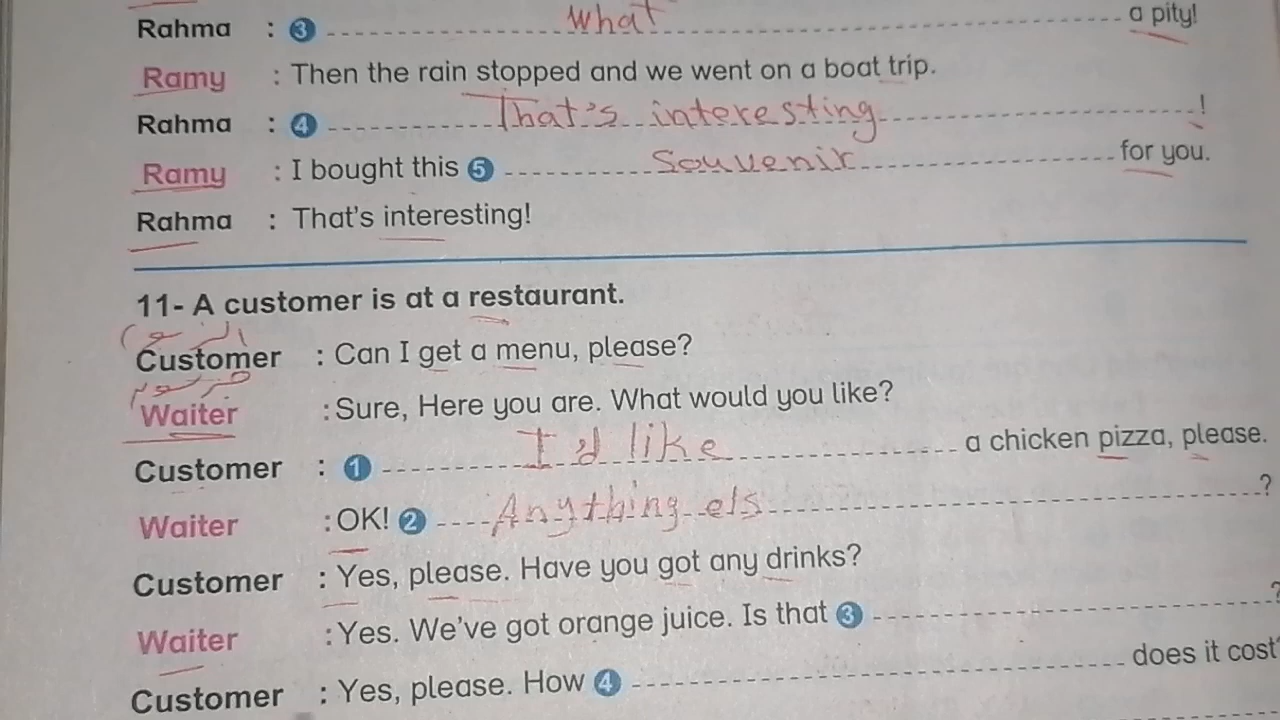 Rahma : 3 What a pity!
Ramy : Then the rain stopped and we went on a boat trip.
Rahma : 4 That's interesting !
Ramy : I bought this 5 Souvenir for you.
Rahma : That's interesting!
11- A customer is at a restaurant.
Customer : Can I get a menu, please?
Waiter : Sure, Here you are. What would you like?
Customer : 1 I'd like a chicken pizza, please.
Waiter : OK! 2 Anything els ?
Customer : Yes, please. Have you got any drinks?
Waiter : Yes. We've got orange juice. Is that 3 ?
Customer : Yes, please. How 4 does it cost